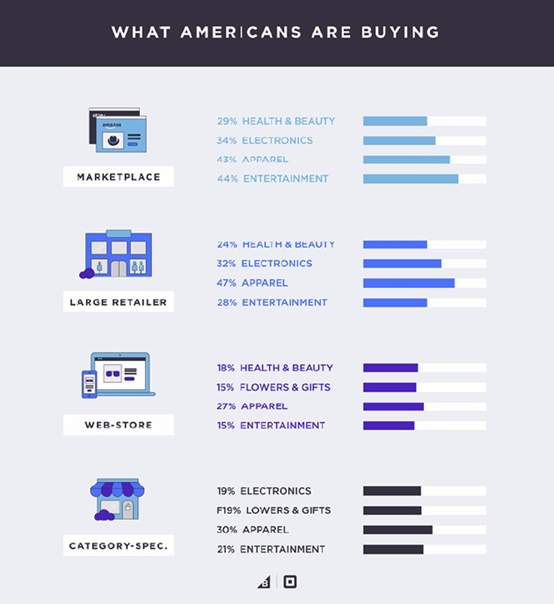 WHAT AMERICANS ARE BUYING
amazon
29% HEALTH & BEAUTY
34% ELECTRONICS
43% APPAREL
44% ENTERTAINMENT
MARKETPLACE
24% HEALTH & BEAUTY
32% ELECTRONICS
47% APPAREL
28% ENTERTAINMENT
LARGE RETAILER
18% HEALTH & BEAUTY
15% FLOWERS & GIFTS
27% APPAREL
15% ENTERTAINMENT
WEB-STORE
19% ELECTRONICS
F19% LOWERS & GIFTS
30% APPAREL
21% ENTERTAINMENT
CATEGORY-SPEC.